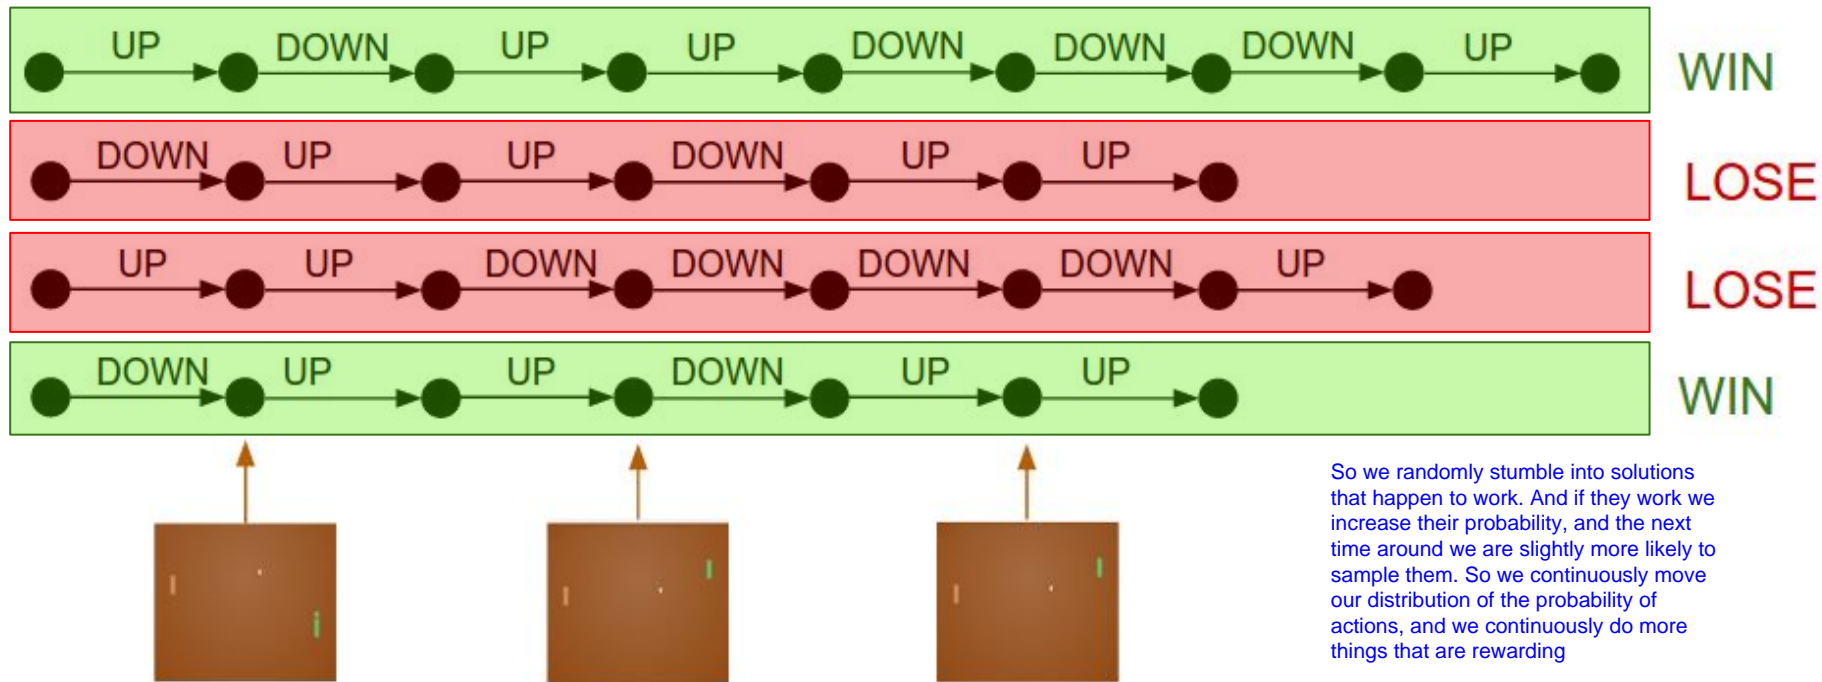 UP DOWN UP UP DOWN DOWN DOWN UP WIN
DOWN UP UP DOWN UP UP LOSE
UP UP DOWN DOWN DOWN DOWN UP LOSE
DOWN UP UP DOWN UP UP WIN
So we randomly stumble into solutions
that happen to work. And if they work we
increase their probability, and the next
time around we are slightly more likely to
sample them. So we continuously move
our distribution of the probability of
actions, and we continuously do more
things that are rewarding